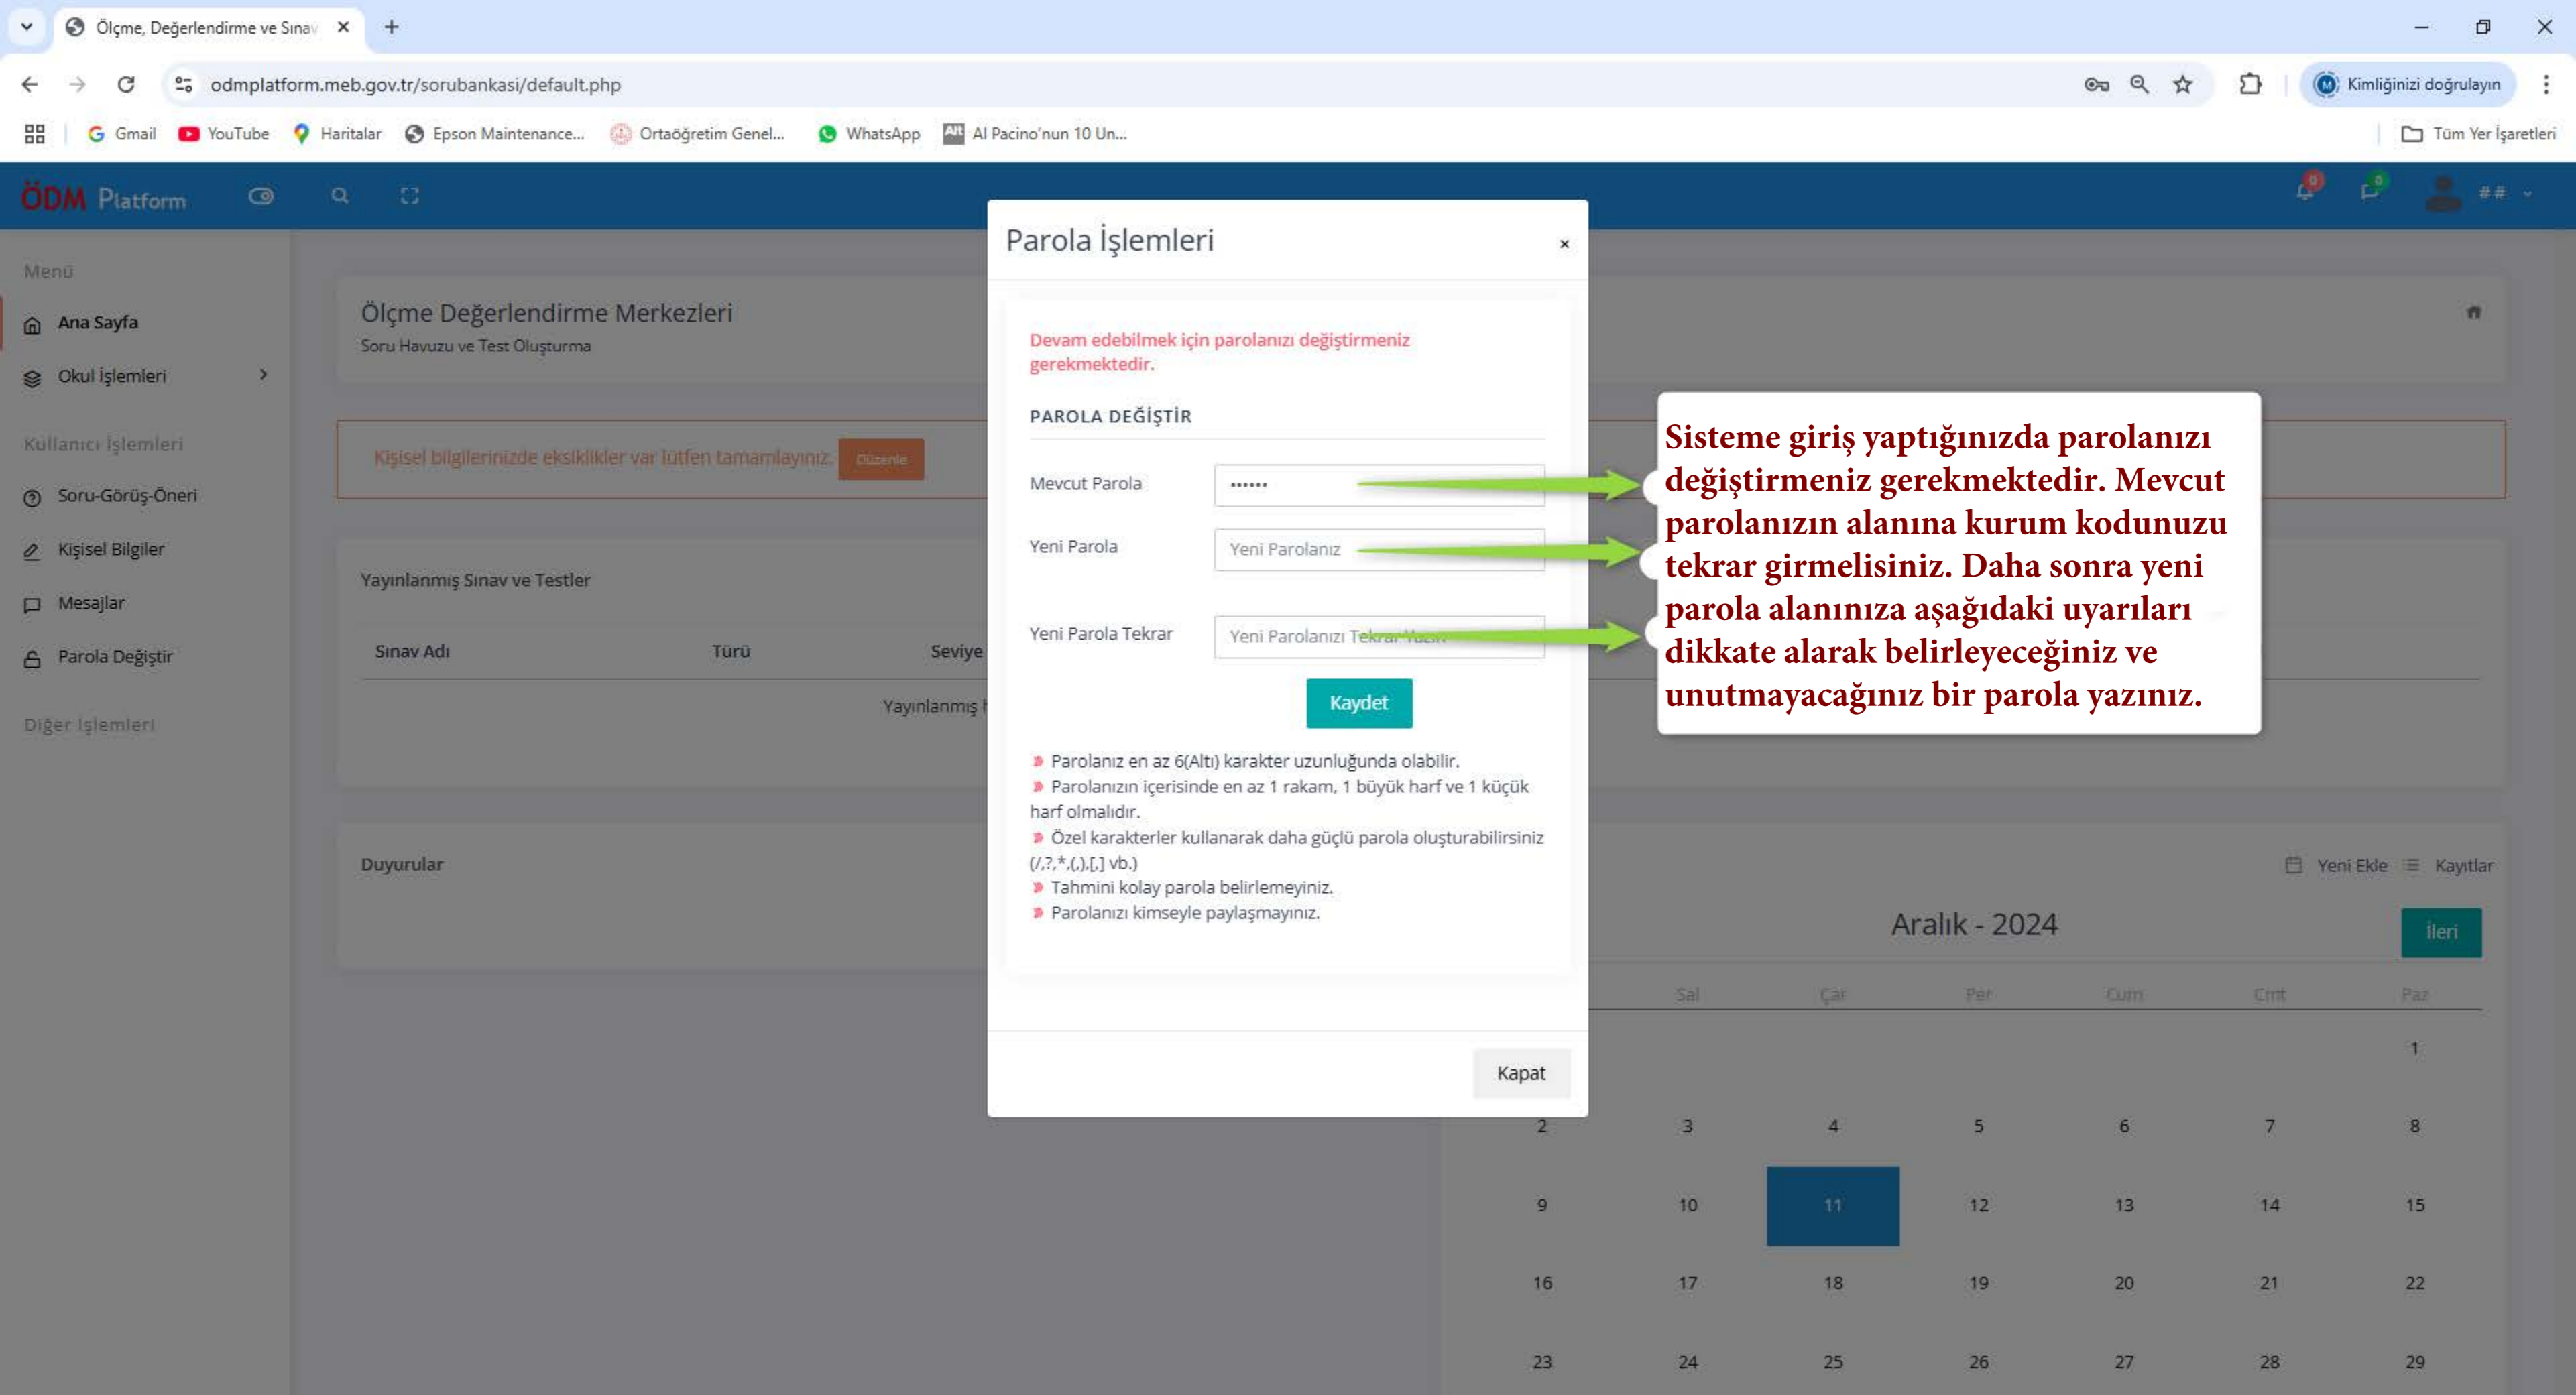 Ölçme, Değerlendirme ve Sınav
odmplatform.meb.gov.tr/sorubankasi/default.php
Kimliğinizi doğrulayın
Gmail YouTube Haritalar Epson Maintenance... Ortaöğretim Genel... WhatsApp Al Pacino'nun 10 Un... Tüm Yer İşaretleri
ÖDM Platform
0 0 ##
Menü
Ana Sayfa
Okul İşlemleri
Kullanıcı İşlemleri
Soru-Görüş-Öneri
Kişisel Bilgiler
Mesajlar
Parola Değiştir
Diğer İşlemleri
Ölçme Değerlendirme Merkezleri
Soru Havuzu ve Test Oluşturma
Kişisel bilgilerinizde eksiklikler var lütfen tamamlayınız. Düzenle
Yayınlanmış Sınav ve Testler
Sınav Adı Türü Seviye
Yayınlanmış
Duyurular
Parola İşlemleri
Devam edebilmek için parolanızı değiştirmeniz
gerekmektedir.
PAROLA DEĞİŞTİR
Mevcut Parola ••••••
Yeni Parola Yeni Parolanız
Yeni Parola Tekrar Yeni Parolanızı Tekrar Yazın
Kaydet
Parolanız en az 6(Altı) karakter uzunluğunda olabilir.
Parolanızın içerisinde en az 1 rakam, 1 büyük harf ve 1 küçük
harf olmalıdır.
Özel karakterler kullanarak daha güçlü parola oluşturabilirsiniz
(/,?,*,(,),[,] vb.)
Tahmini kolay parola belirlemeyiniz.
Parolanızı kimseyle paylaşmayınız.
Kapat
Sisteme giriş yaptığınızda parolanızı
değiştirmeniz gerekmektedir. Mevcut
parolanızın alanına kurum kodunuzu
tekrar girmelisiniz. Daha sonra yeni
parola alanınıza aşağıdaki uyarıları
dikkate alarak belirleyeceğiniz ve
unutmayacağınız bir parola yazınız.
Yeni Ekle Kayıtlar
Aralık - 2024
İleri
Sal Çar Per Cum Cmt Paz
1
2 3 4 5 6 7 8
9 10 11 12 13 14 15
16 17 18 19 20 21 22
23 24 25 26 27 28 29